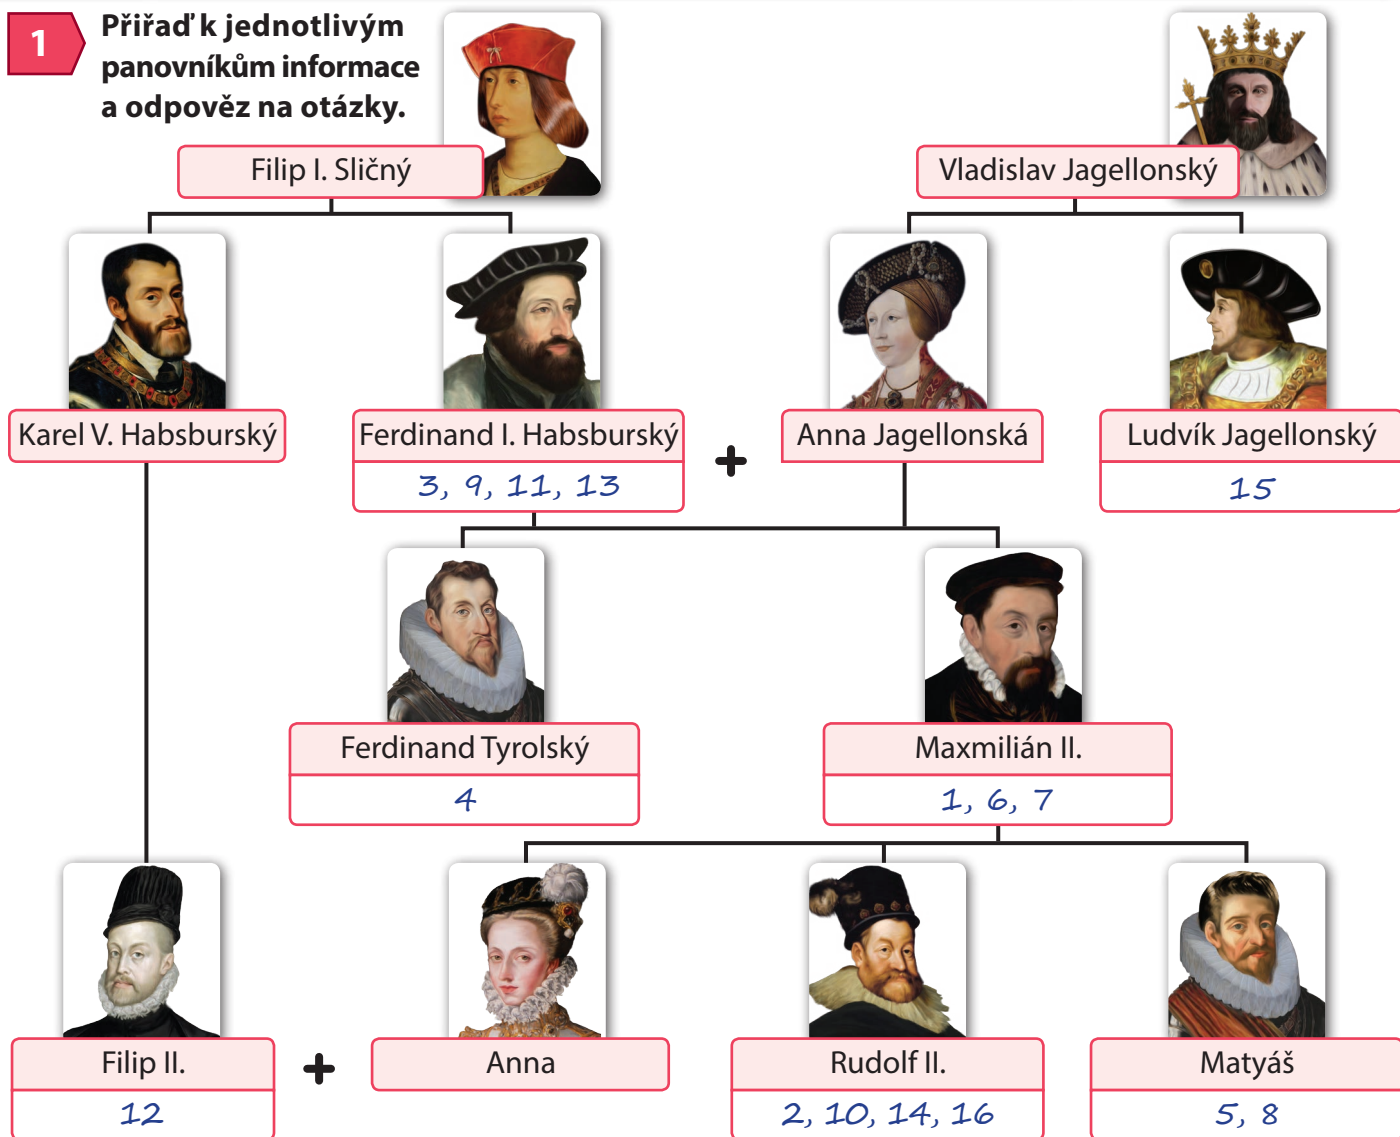 1
Přiřaď k jednotlivým
panovníkům informace
a odpověz na otázky.
Filip I. Sličný
Vladislav Jagellonský
Karel V. Habsburský
Ferdinand I. Habsburský
3, 9, 11, 13
+
Anna Jagellonská
Ludvík Jagellonský
15
Ferdinand Tyrolský
4
Maxmilián II.
1, 6, 7
Filip II.
12
+
Anna
Rudolf II.
2, 10, 14, 16
Matyáš
5, 8